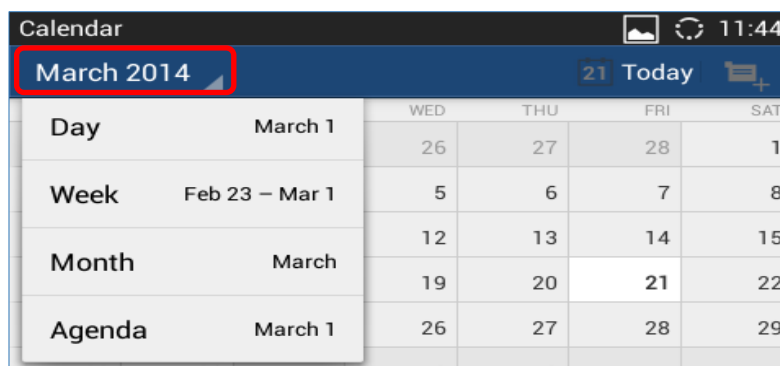 Calendar 11:44
March 2014 21 Today
WED THU FRI SAT
Day March 1
26 27 28 1
Week Feb 23 – Mar 1
5 6 7 8
12 13 14 15
Month March
19 20 21 22
Agenda March 1
26 27 28 29